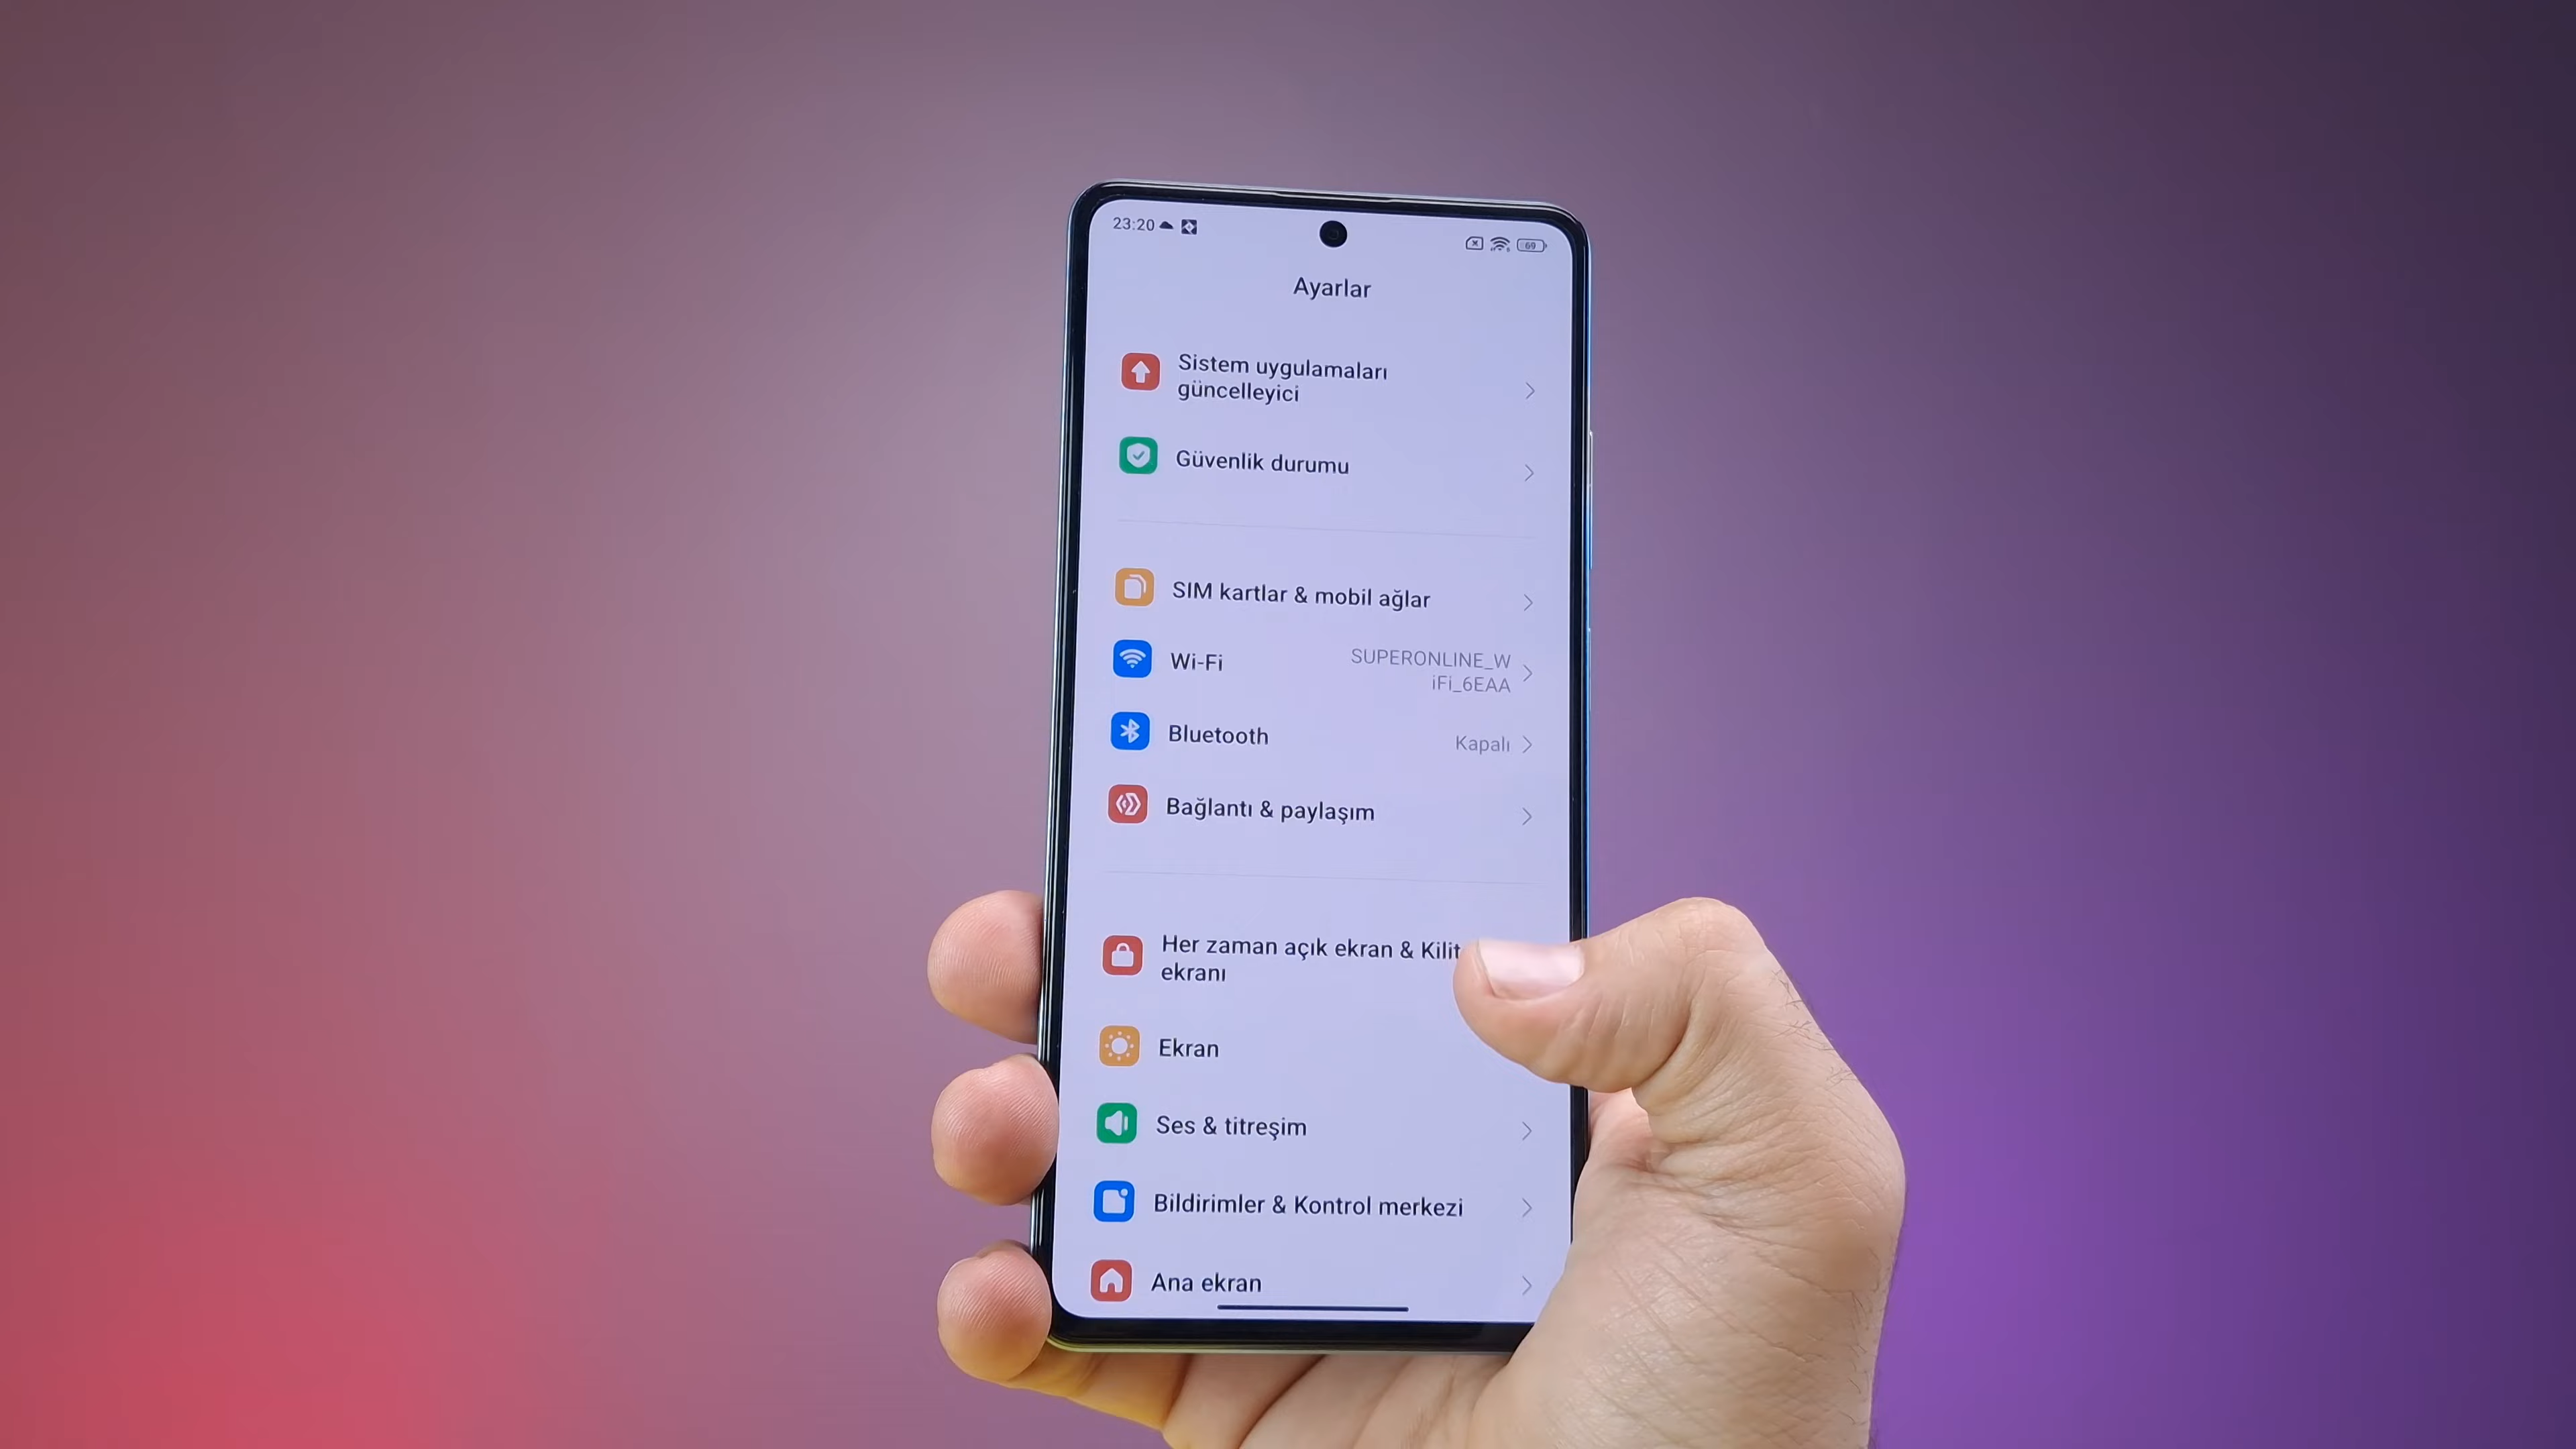 23:20
69
Ayarlar
Sistem uygulamaları
güncelleyici
Güvenlik durumu
SIM kartlar & mobil ağlar
Wi-Fi
SUPERONLINE_W
iFi_6EAA
Bluetooth
Kapalı
Bağlantı & paylaşım
Her zaman açık ekran & Kilit
ekranı
Ekran
Ses & titreşim
Bildirimler & Kontrol merkezi
Ana ekran